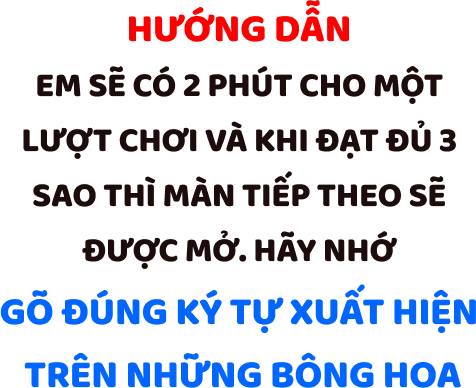 HƯỚNG DẪN
EM SẼ CÓ 2 PHÚT CHO MỘT
LƯỢT CHƠI VÀ KHI ĐẠT ĐỦ 3
SAO THÌ MÀN TIẾP THEO SẼ
ĐƯỢC MỞ. HÃY NHỚ
GÕ ĐÚNG KÝ TỰ XUẤT HIỆN
TRÊN NHỮNG BÔNG HOA